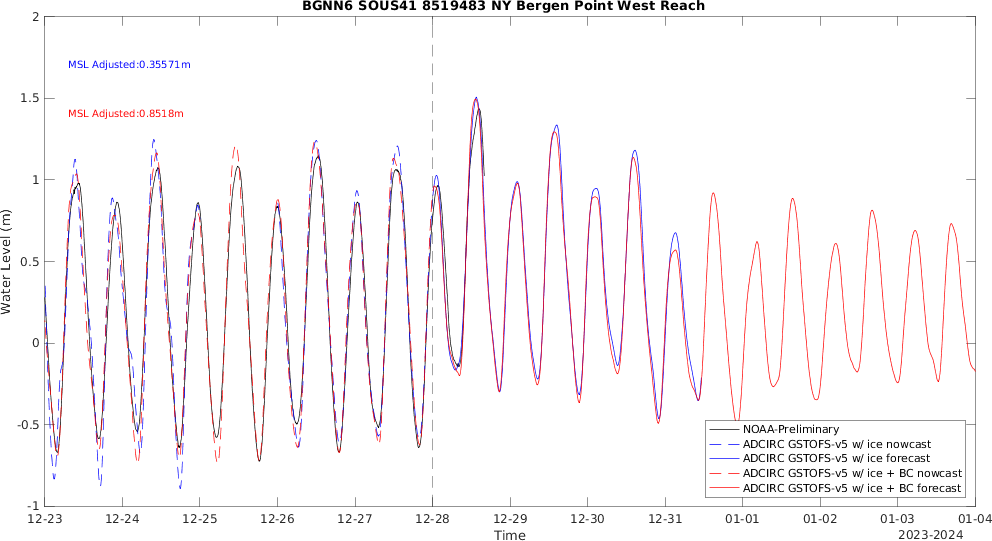 BGNN6 SOUS41 8519483 NY Bergen Point West Reach
2
MSL Adjusted:0.35571m
1.5
MSL Adjusted:0.8518m
1
0.5
0
-0.5
-1
Water Level (m)
NOAA-Preliminary
ADCIRC GSTOFS-v5 w/ ice nowcast
ADCIRC GSTOFS-v5 w/ ice forecast
ADCIRC GSTOFS-v5 w/ ice + BC nowcast
ADCIRC GSTOFS-v5 w/ ice + BC forecast
12-23 12-24 12-25 12-26 12-27 12-28 12-29 12-30 12-31 01-01 01-02 01-03 01-04
Time
2023-2024